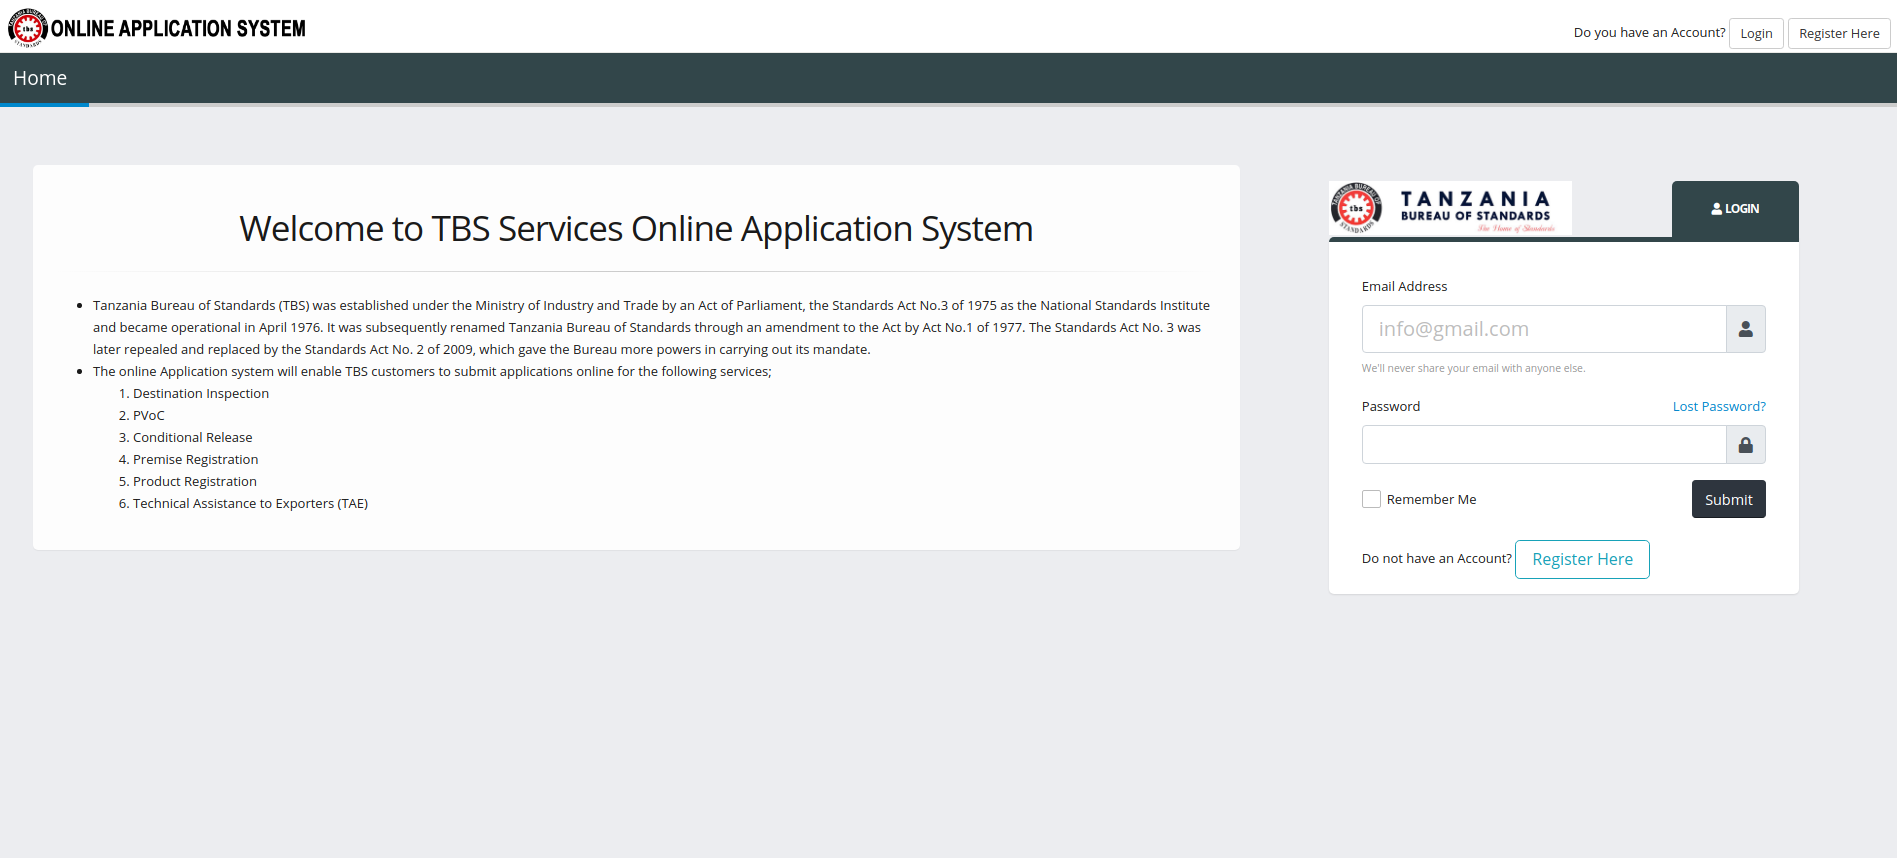 ONLINE APPLICATION SYSTEM
Do you have an Account? Login Register Here
Home
Welcome to TBS Services Online Application System
Tanzania Bureau of Standards (TBS) was established under the Ministry of Industry and Trade by an Act of Parliament, the Standards Act No.3 of 1975 as the National Standards Institute
and became operational in April 1976. It was subsequently renamed Tanzania Bureau of Standards through an amendment to the Act by Act No.1 of 1977. The Standards Act No. 3 was
later repealed and replaced by the Standards Act No. 2 of 2009, which gave the Bureau more powers in carrying out its mandate.
The online Application system will enable TBS customers to submit applications online for the following services;
1. Destination Inspection
2. PVoC
3. Conditional Release
4. Premise Registration
5. Product Registration
6. Technical Assistance to Exporters (TAE)
TANZANIA BUREAU OF STANDARDS
tbs
TANZANIA
BUREAU OF STANDARDS
The Home of Standards
LOGIN
Email Address
info@gmail.com
We'll never share your email with anyone else.
Password Lost Password?
Remember Me Submit
Do not have an Account? Register Here